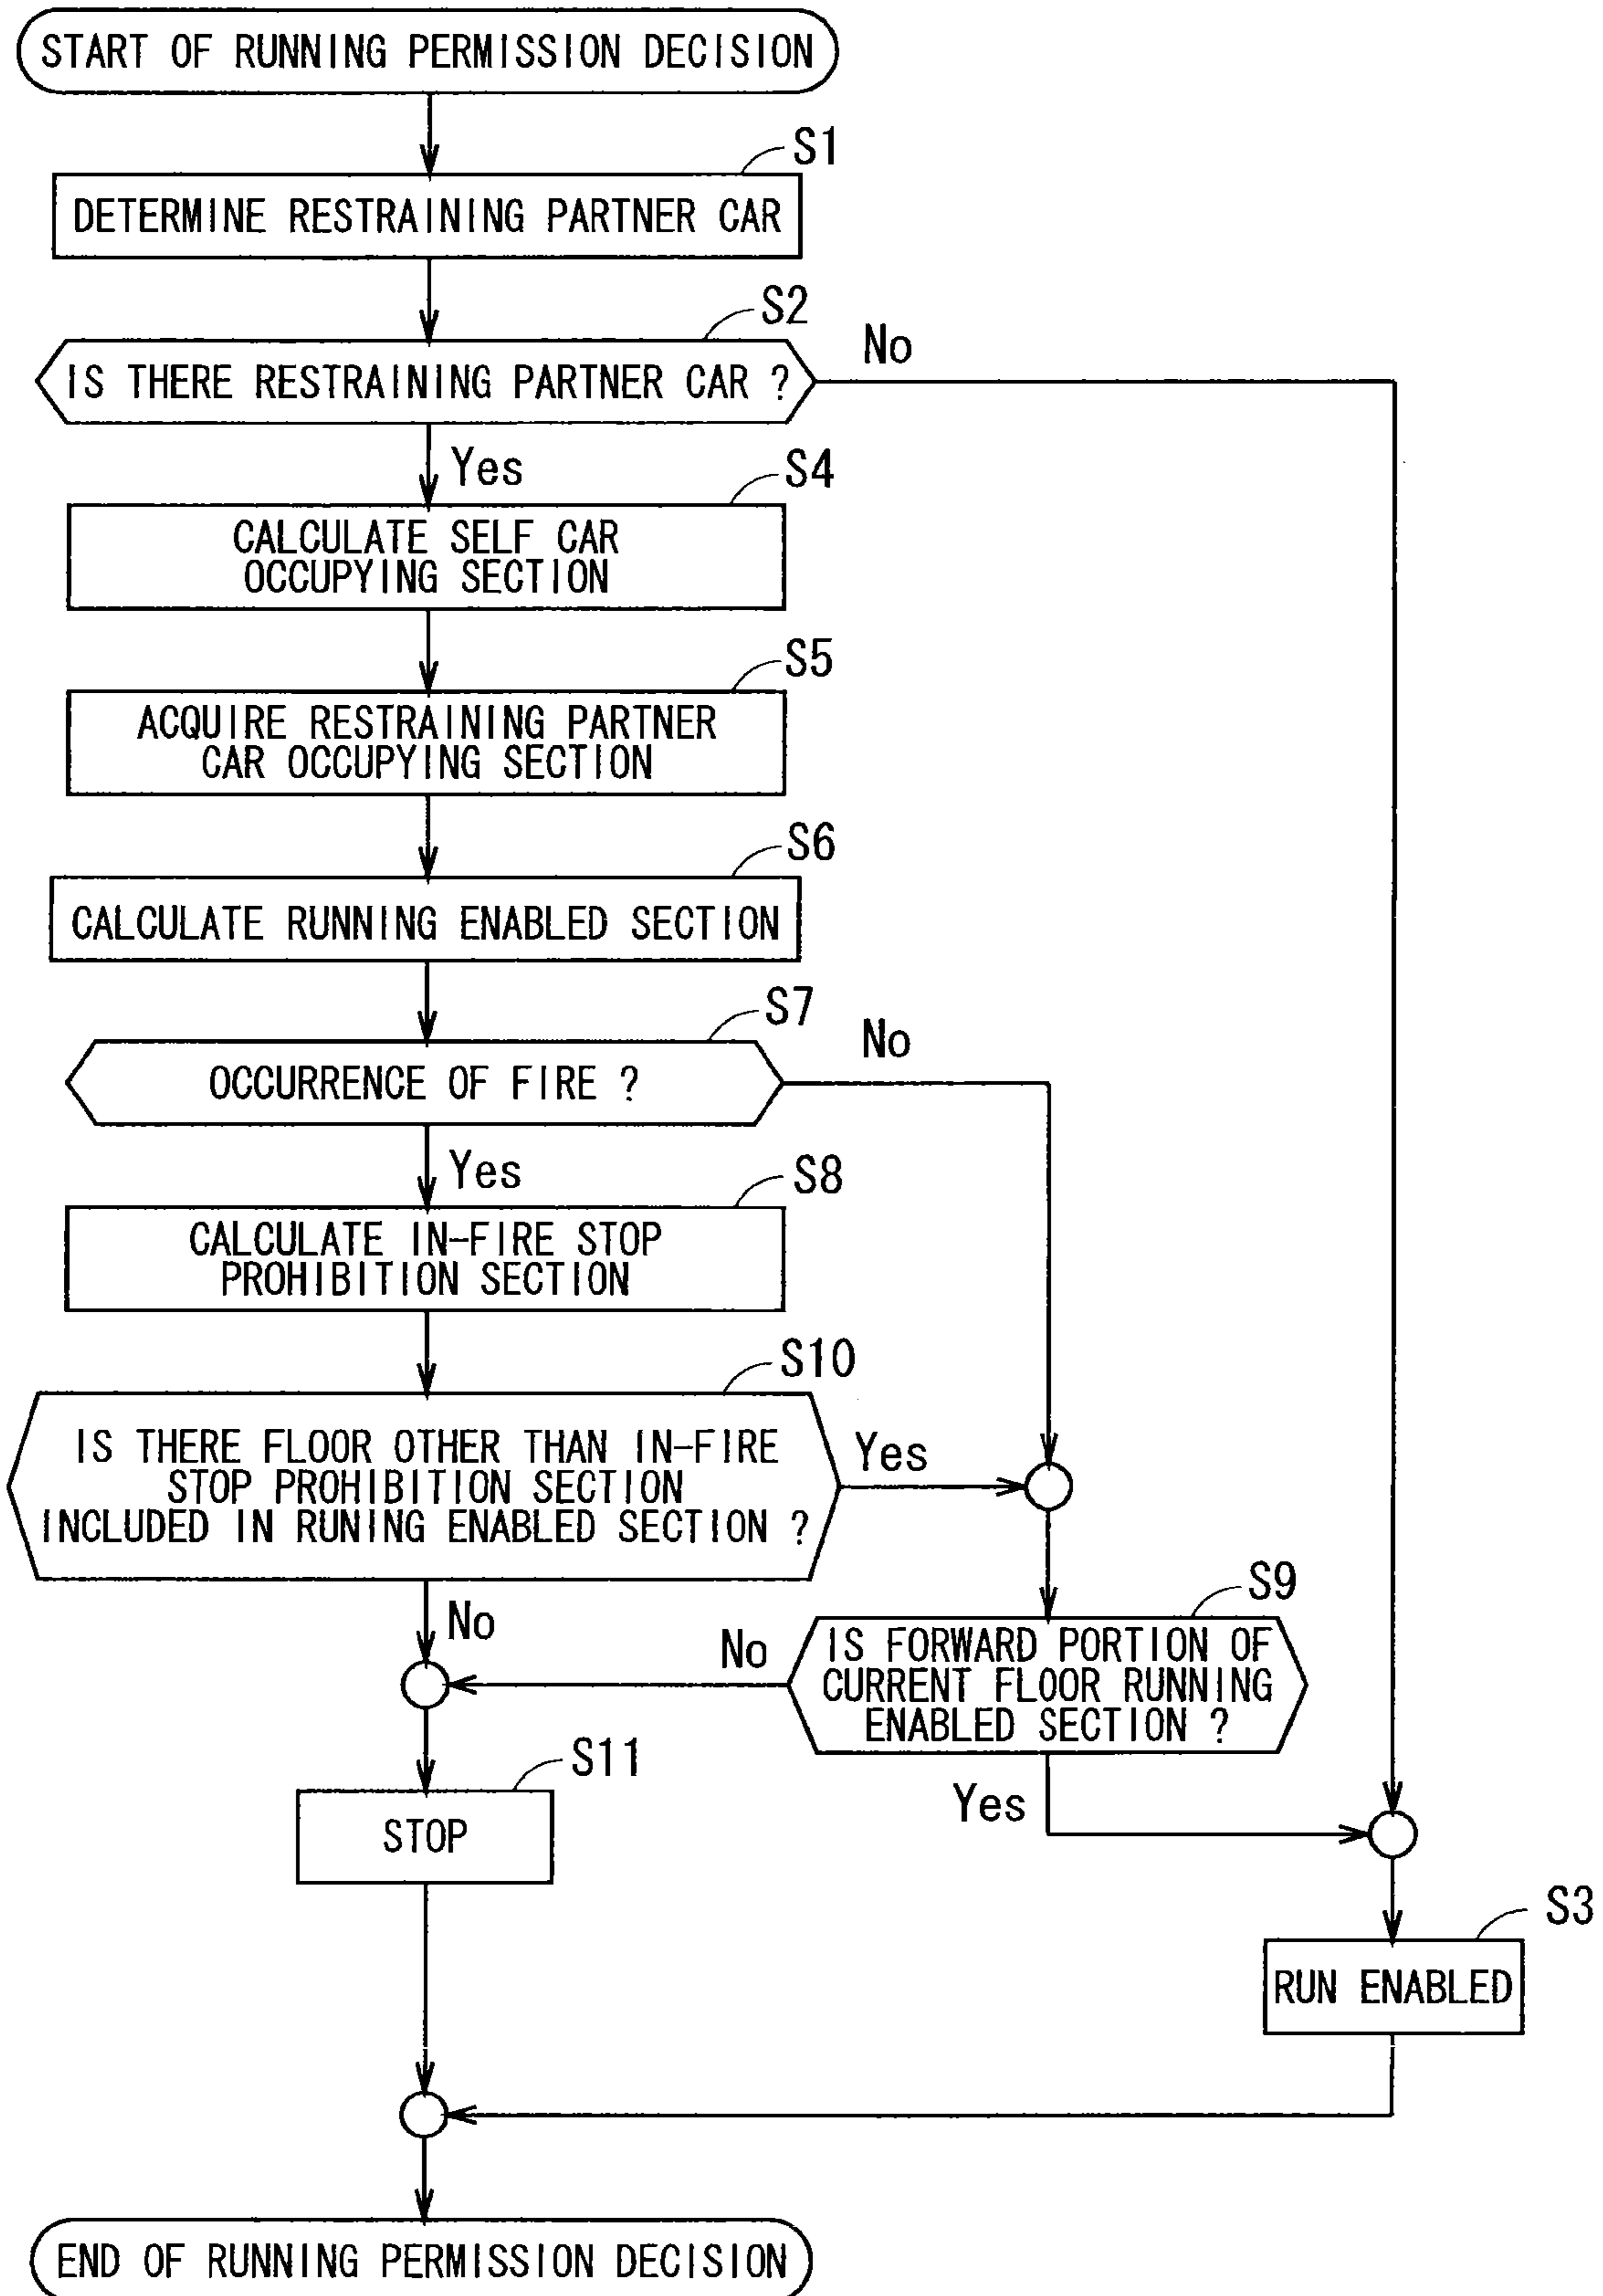 START OF RUNNING PERMISSION DECISION
S1
DETERMINE RESTRAINING PARTNER CAR
S2
IS THERE RESTRAINING PARTNER CAR ?
No
Yes
S4
CALCULATE SELF CAR
OCCUPYING SECTION
S5
ACQUIRE RESTRAINING PARTNER
CAR OCCUPYING SECTION
S6
CALCULATE RUNNING ENABLED SECTION
S7
OCCURRENCE OF FIRE ?
No
Yes
S8
CALCULATE IN-FIRE STOP
PROHIBITION SECTION
S10
IS THERE FLOOR OTHER THAN IN-FIRE
STOP PROHIBITION SECTION
INCLUDED IN RUNING ENABLED SECTION ?
Yes
No
S9
IS FORWARD PORTION OF
CURRENT FLOOR RUNNING
ENABLED SECTION ?
No
Yes
S11
STOP
S3
RUN ENABLED
END OF RUNNING PERMISSION DECISION